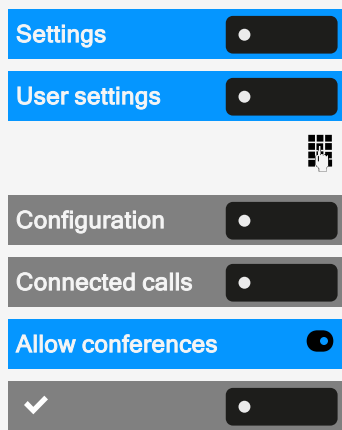 Settings
User settings
Configuration
Connected calls
Allow conferences